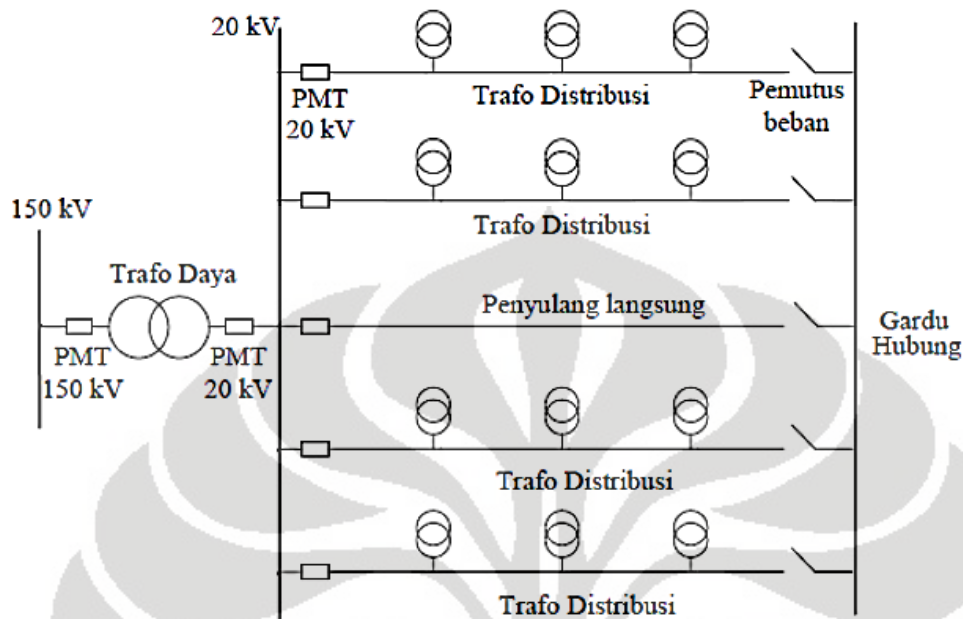 20 kV
PMT
20 kV
Trafo Distribusi
Pemutus
beban
Trafo Distribusi
150 kV
Trafo Daya
PMT
150 kV
PMT
20 kV
Penyulang langsung
Gardu
Hubung
Trafo Distribusi
Trafo Distribusi